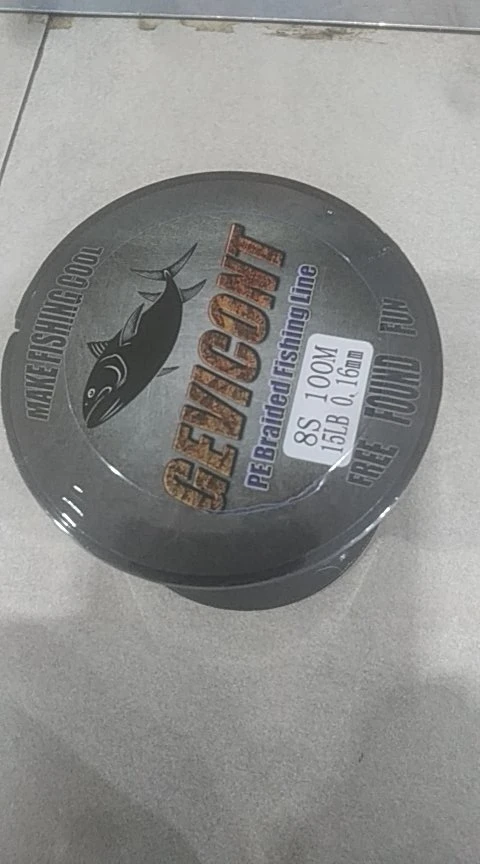 MAKE FISHING COOL
GEVICONT
PE Braided Fishing Line
8S 100M
15LB 0.16mm
FREE FOUND FUN